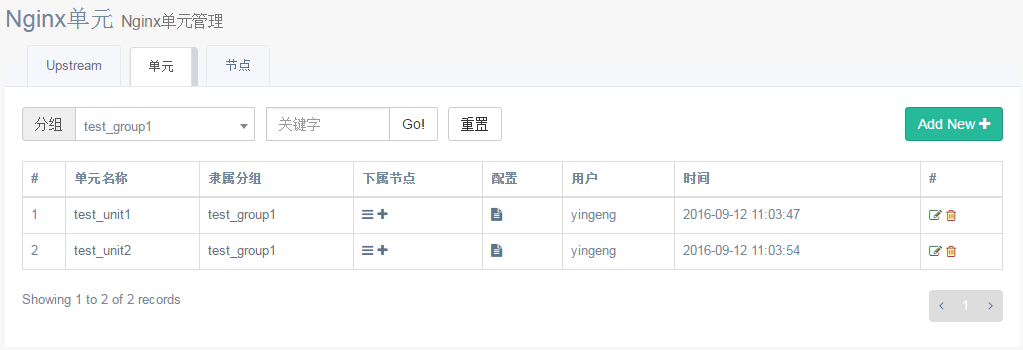 Nginx单元 Nginx单元管理
Upstream 单元 节点
分组 test_group1 关键字 Go! 重置 Add New
# 单元名称 隶属分组 下属节点 配置 用户 时间 #
1 test_unit1 test_group1 yingeng 2016-09-12 11:03:47
2 test_unit2 test_group1 yingeng 2016-09-12 11:03:54
Showing 1 to 2 of 2 records 1